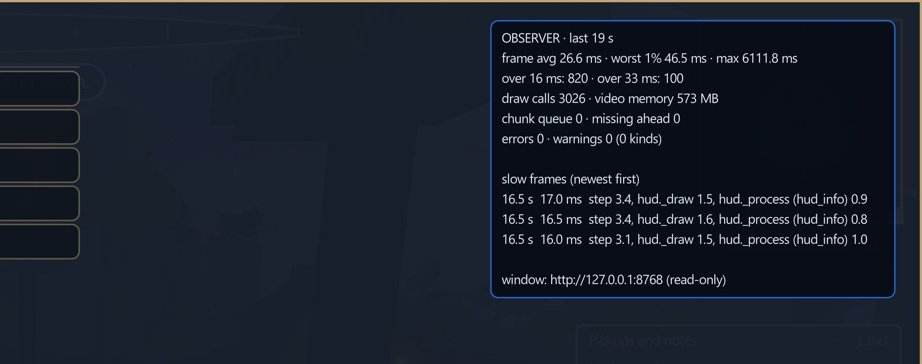 OBSERVER · last 19 s
frame avg 26.6 ms · worst 1% 46.5 ms · max 6111.8 ms
over 16 ms: 820 · over 33 ms: 100
draw calls 3026 · video memory 573 MB
chunk queue 0 · missing ahead 0
errors 0 · warnings 0 (0 kinds)
slow frames (newest first)
16.5 s 17.0 ms step 3.4, hud._draw 1.5, hud._process (hud_info) 0.9
16.5 s 16.5 ms step 3.4, hud._draw 1.6, hud._process (hud_info) 0.8
16.5 s 16.0 ms step 3.1, hud._draw 1.5, hud._process (hud_info) 1.0
window: http://127.0.0.1:8768 (read-only)
Pickups and notes